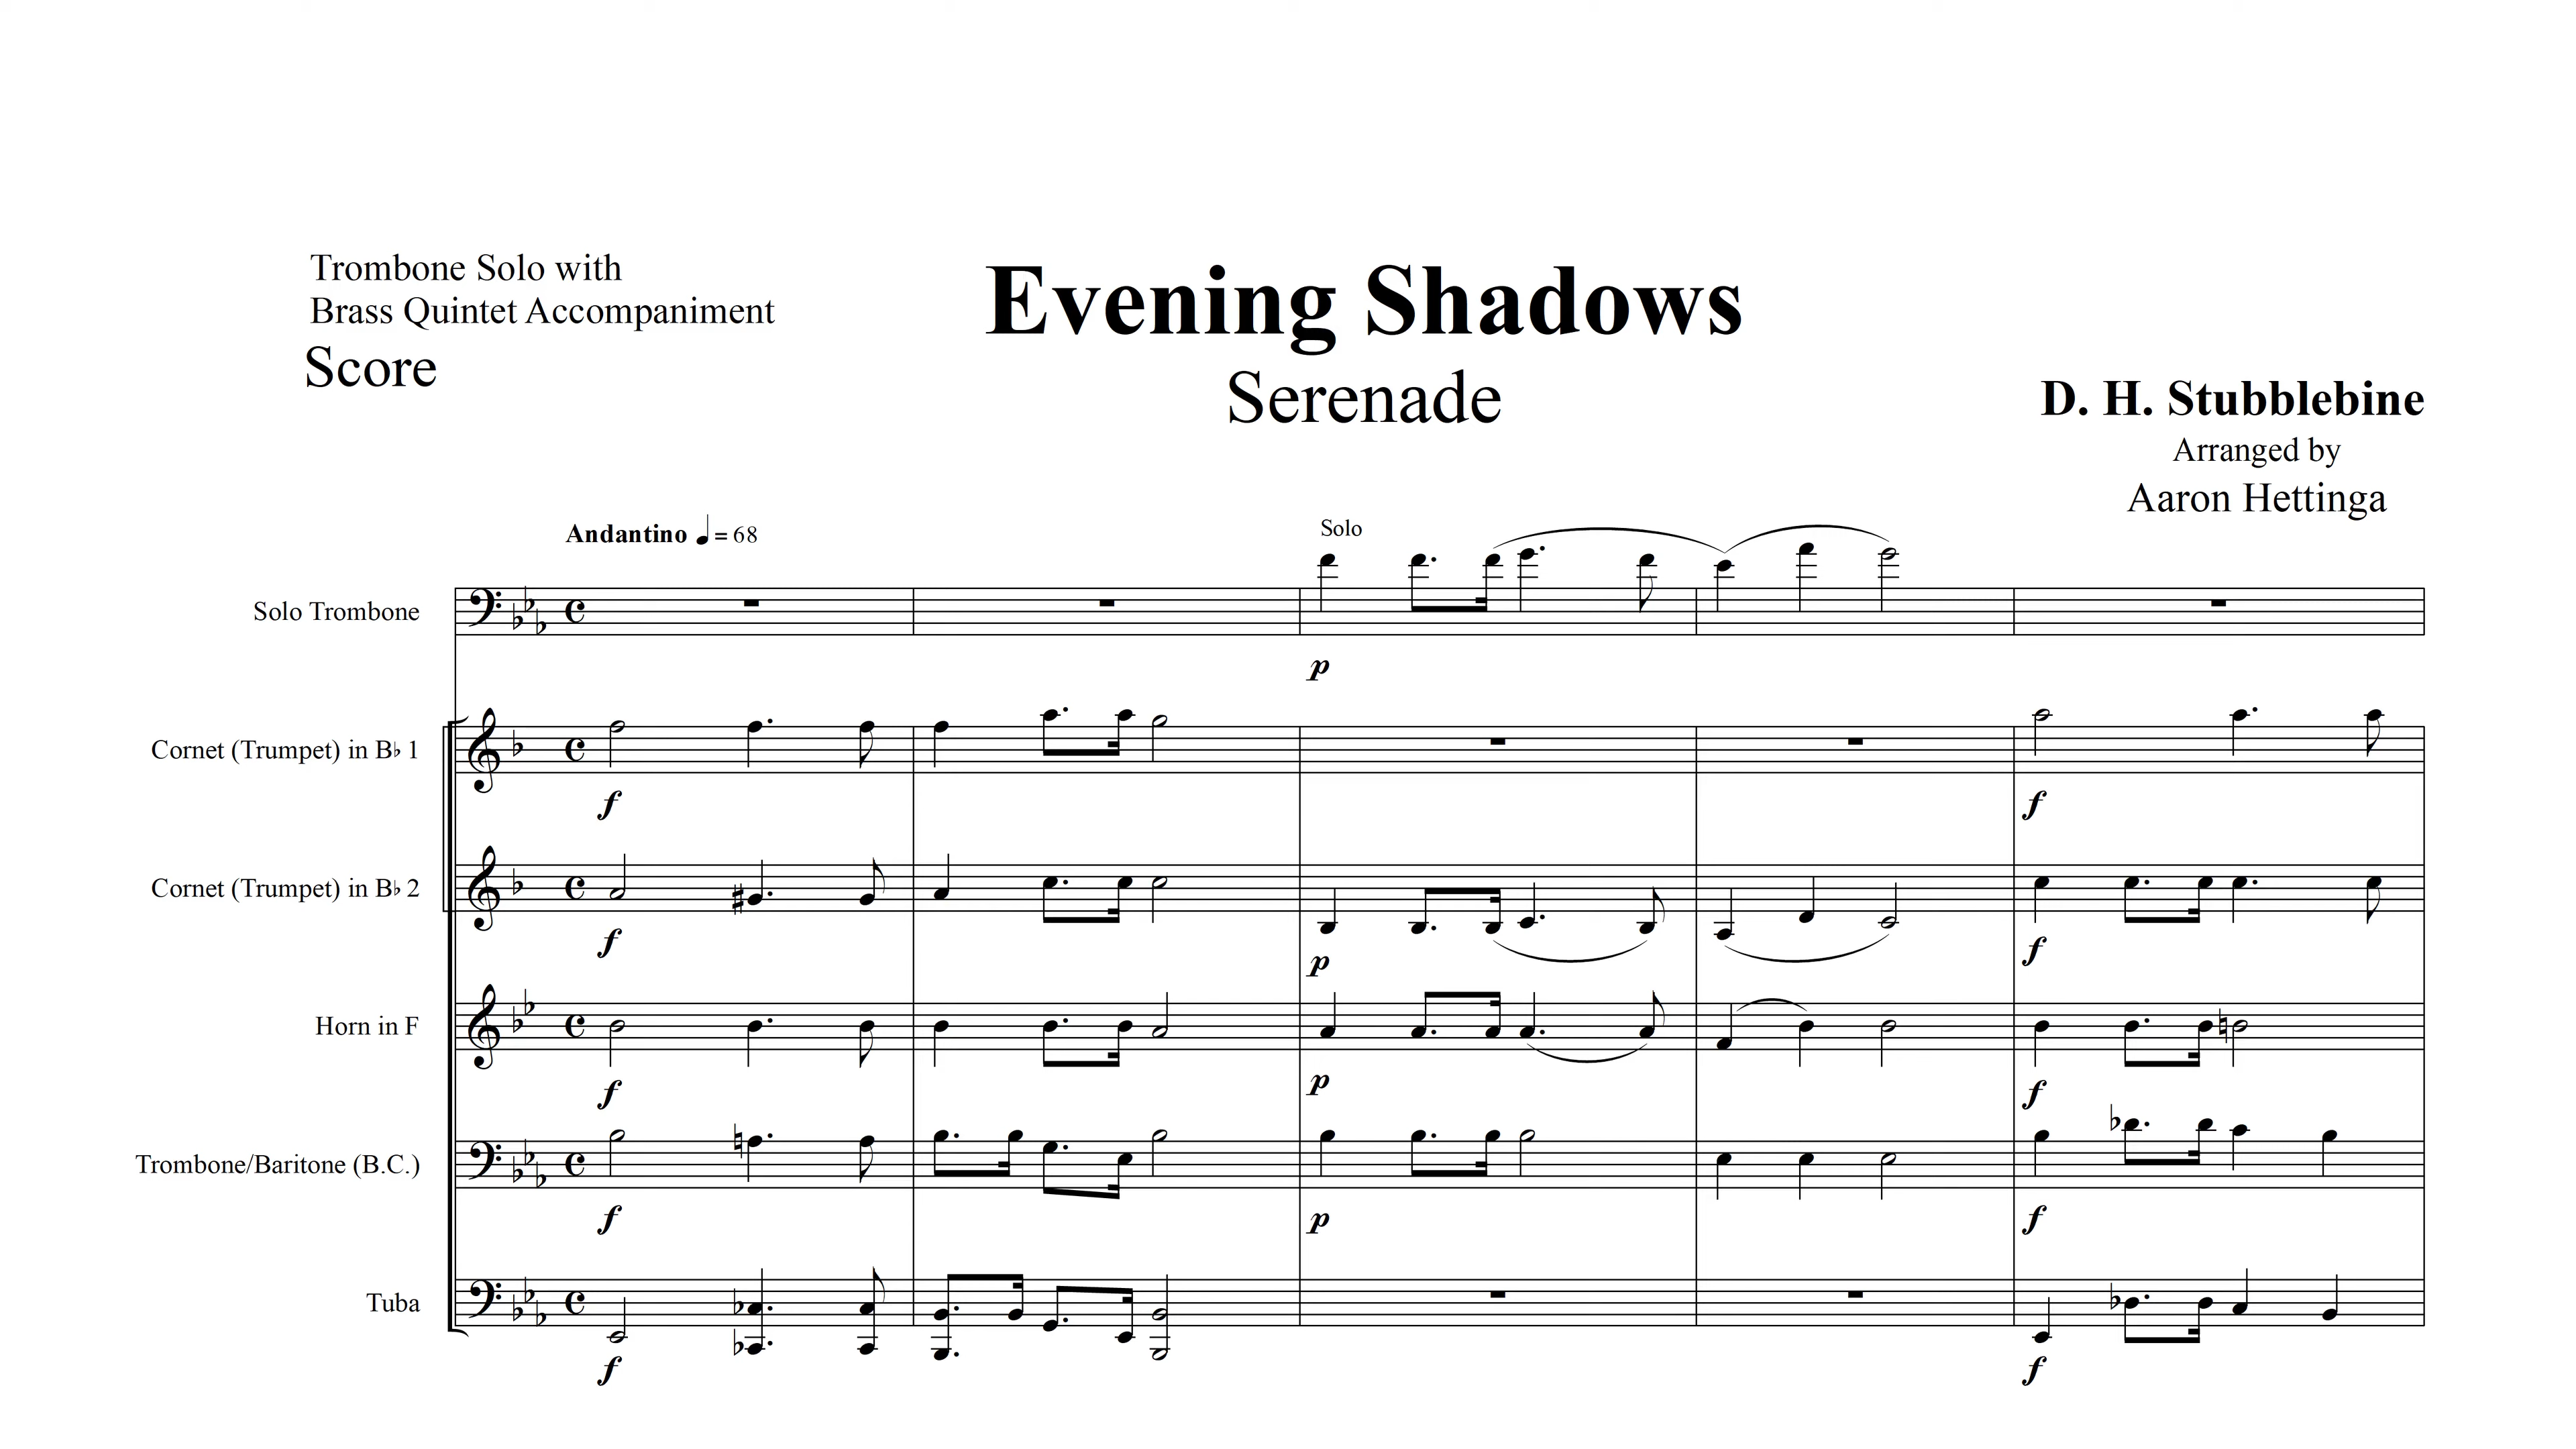 Trombone Solo with
Brass Quintet Accompaniment
Score
Evening Shadows
Serenade
D. H. Stubblebine
Arranged by
Aaron Hettinga
Andantino ♩ = 68
Solo
Solo Trombone
p
Cornet (Trumpet) in B♭ 1
f f
Cornet (Trumpet) in B♭ 2
f p f
Horn in F
f p f
Trombone/Baritone (B.C.)
f p f
Tuba
f f